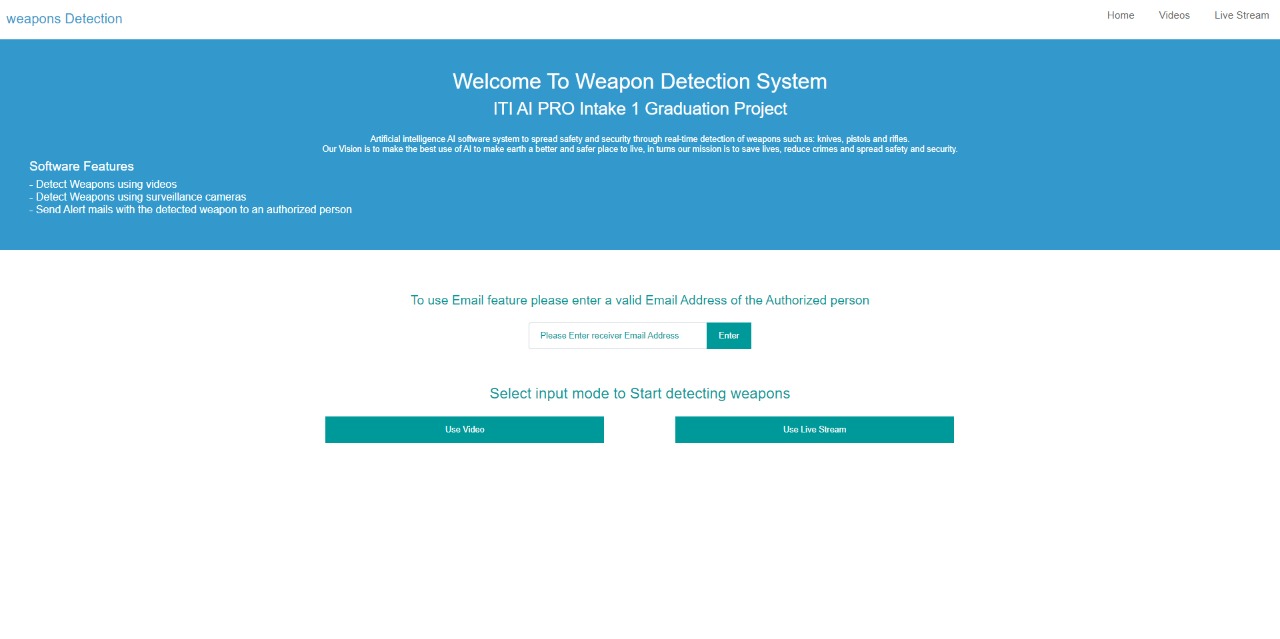 weapons Detection
Home
Videos
Live Stream
Welcome To Weapon Detection System
ITI AI PRO Intake 1 Graduation Project
Artificial intelligence AI software system to spread safety and security through real-time detection of weapons such as: knives, pistols and rifles.
Our Vision is to make the best use of AI to make earth a better and safer place to live, in turns our mission is to save lives, reduce crimes and spread safety and security.
Software Features
- Detect Weapons using videos
- Detect Weapons using surveillance cameras
- Send Alert mails with the detected weapon to an authorized person
To use Email feature please enter a valid Email Address of the Authorized person
Please Enter receiver Email Address
Enter
Select input mode to Start detecting weapons
Use Video
Use Live Stream